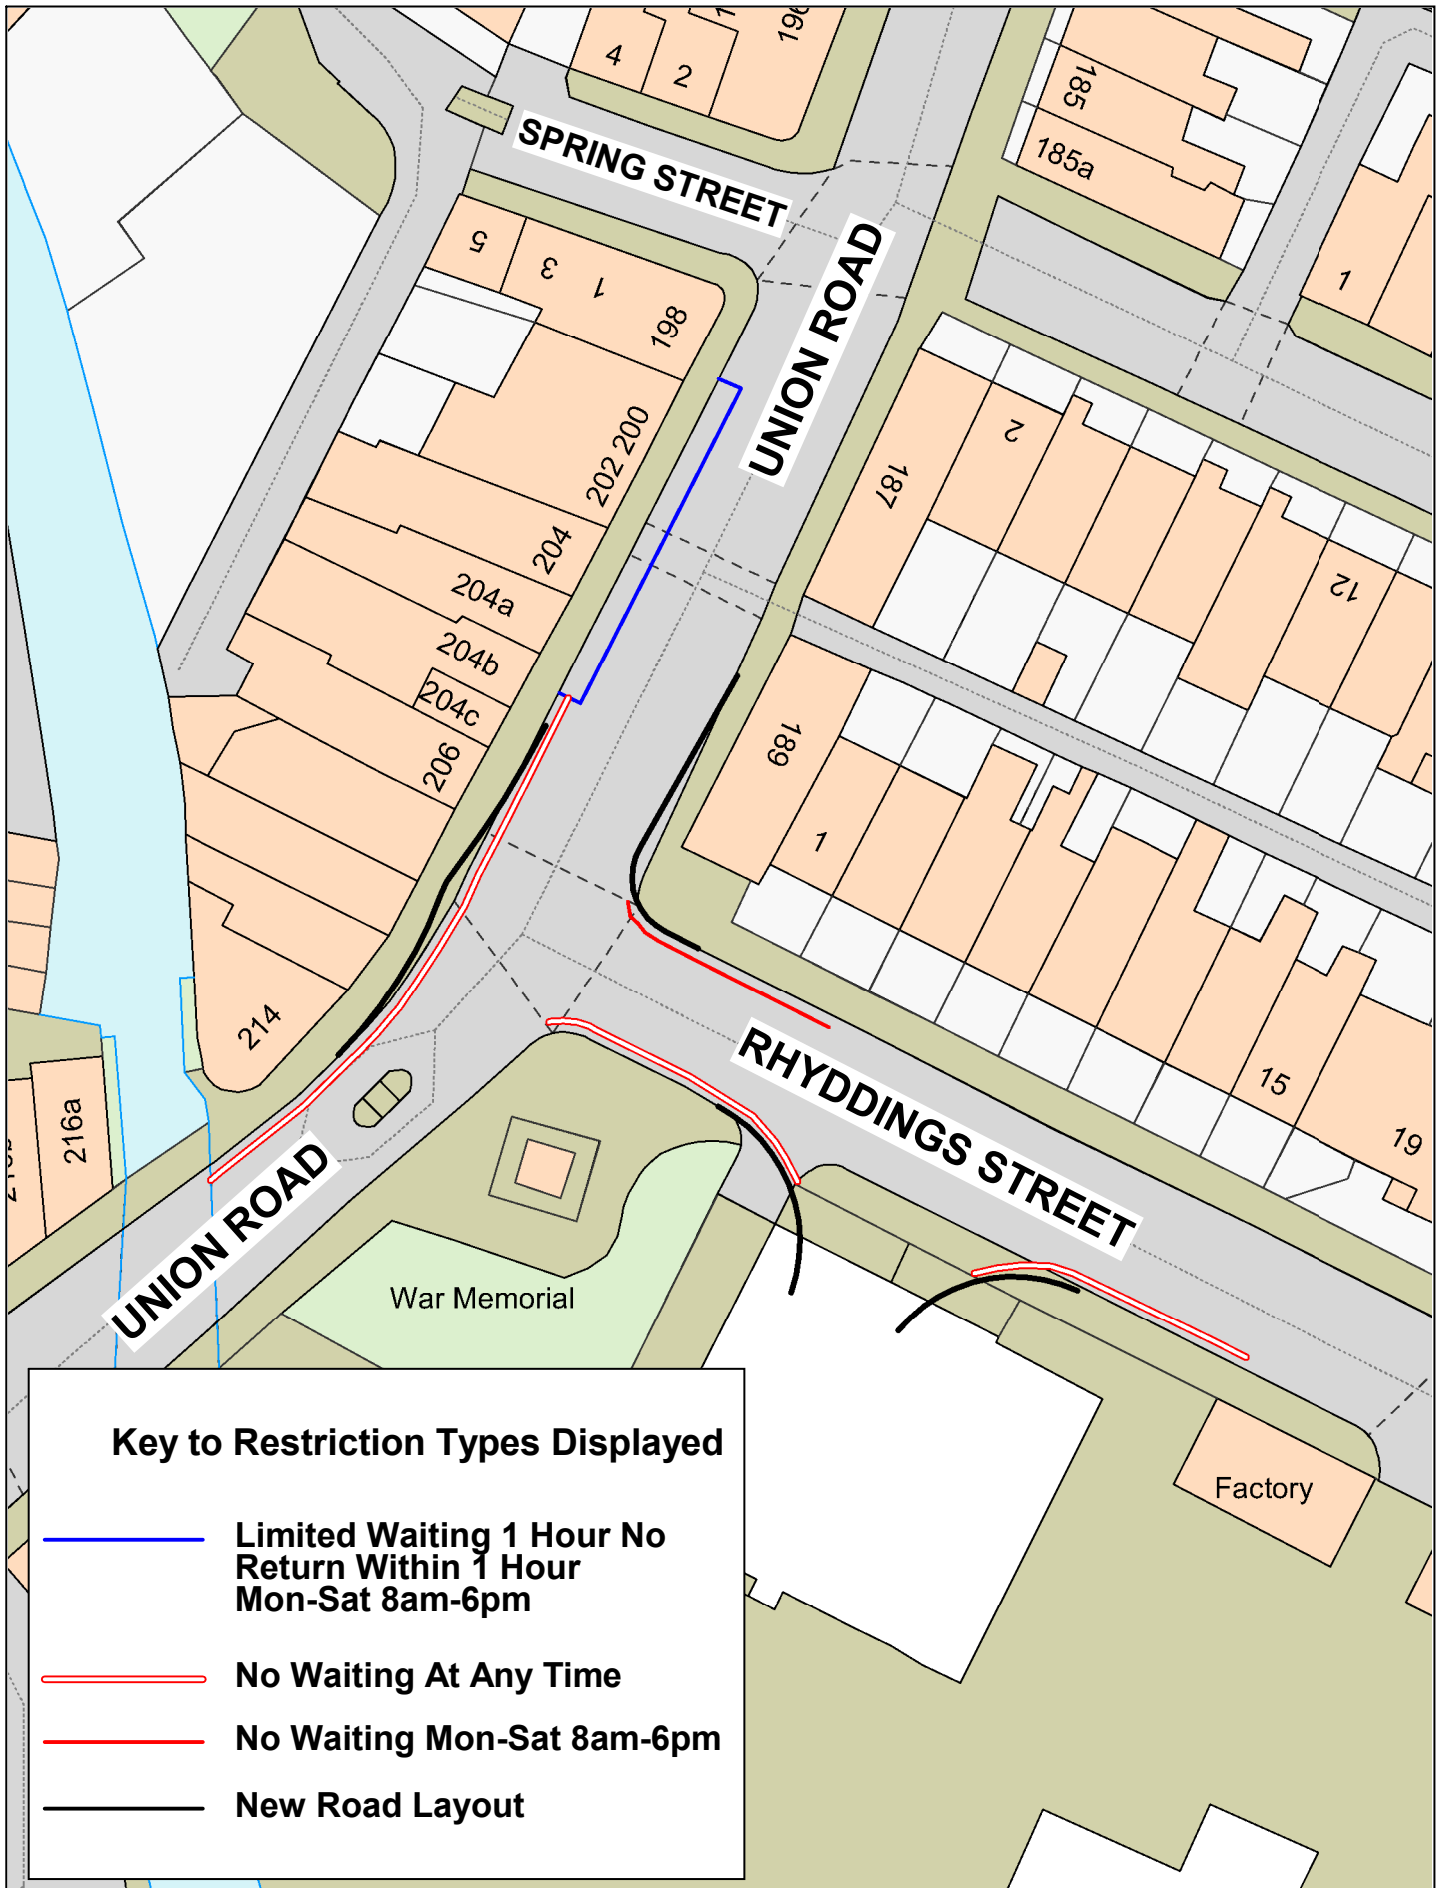 4
2
196
185
185a
SPRING STREET
5
3
1
198
UNION ROAD
1
200
202
2
187
204
12
204a
204b
204c
206
189
1
214
RHYDDINGS STREET
15
19
216a
UNION ROAD
War Memorial
Factory
Key to Restriction Types Displayed
Limited Waiting 1 Hour No
Return Within 1 Hour
Mon-Sat 8am-6pm
No Waiting At Any Time
No Waiting Mon-Sat 8am-6pm
New Road Layout